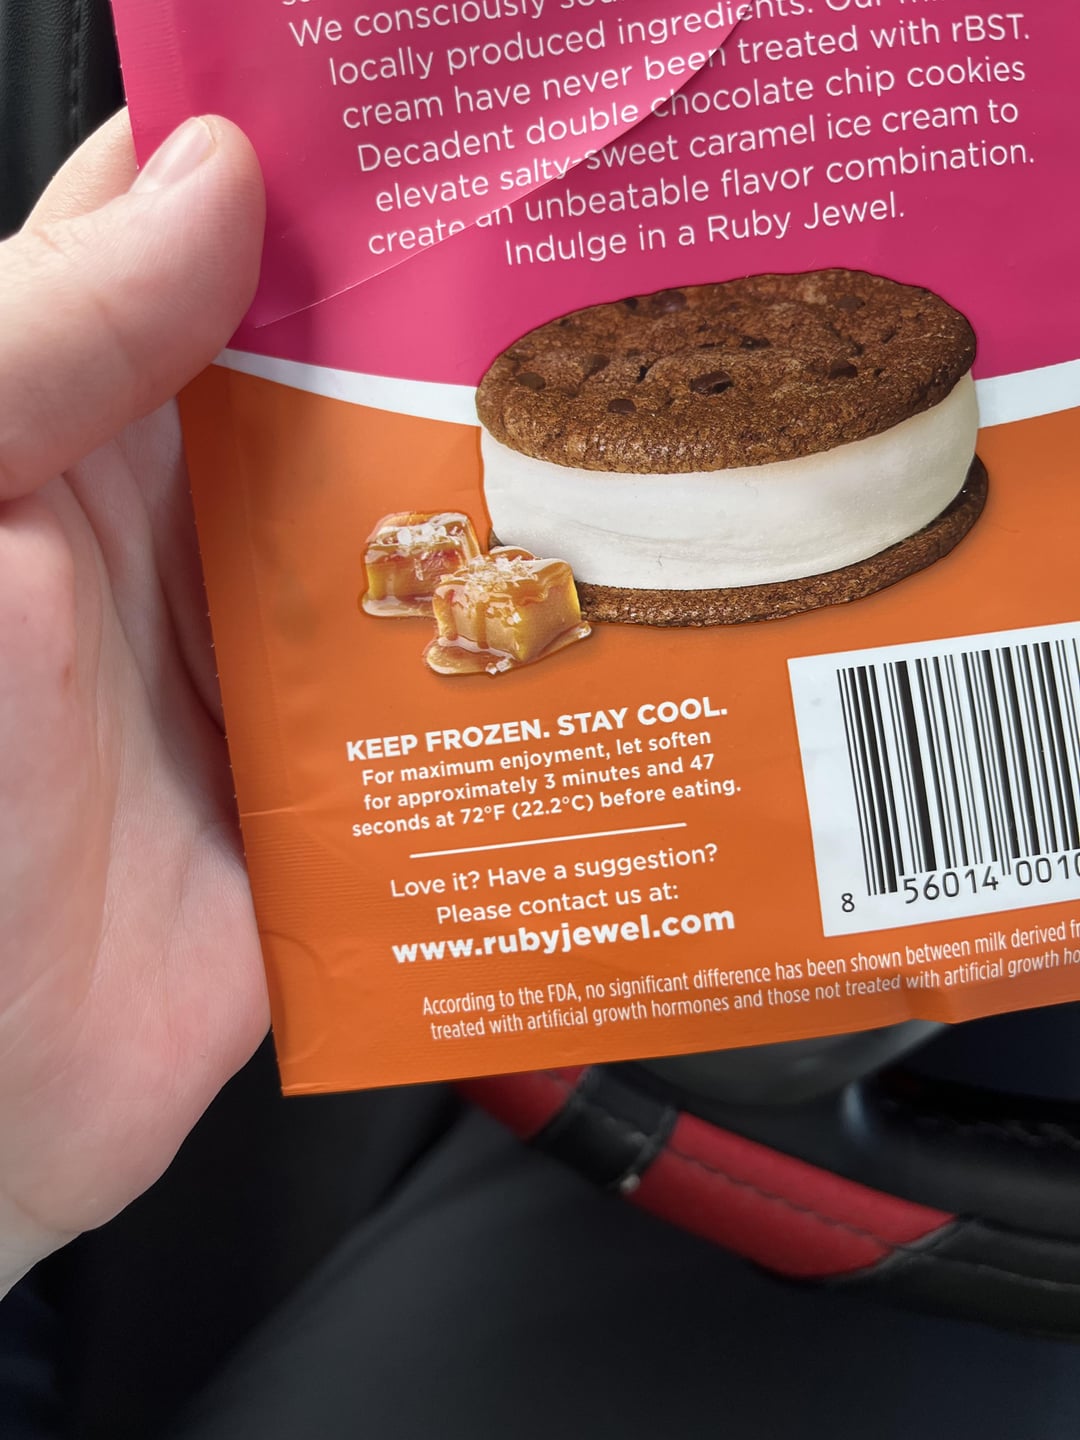 We consciously
locally produced ingredients. Our
cream have never been treated with rBST.
Decadent double chocolate chip cookies
elevate salty-sweet caramel ice cream to
create an unbeatable flavor combination.
Indulge in a Ruby Jewel.
KEEP FROZEN. STAY COOL.
For maximum enjoyment, let soften
for approximately 3 minutes and 47
seconds at 72°F (22.2°C) before eating.
Love it? Have a suggestion?
Please contact us at:
www.rubyjewel.com
8 56014 0010
According to the FDA, no significant difference has been shown between milk derived
treated with artificial growth hormones and those not treated with artificial growth